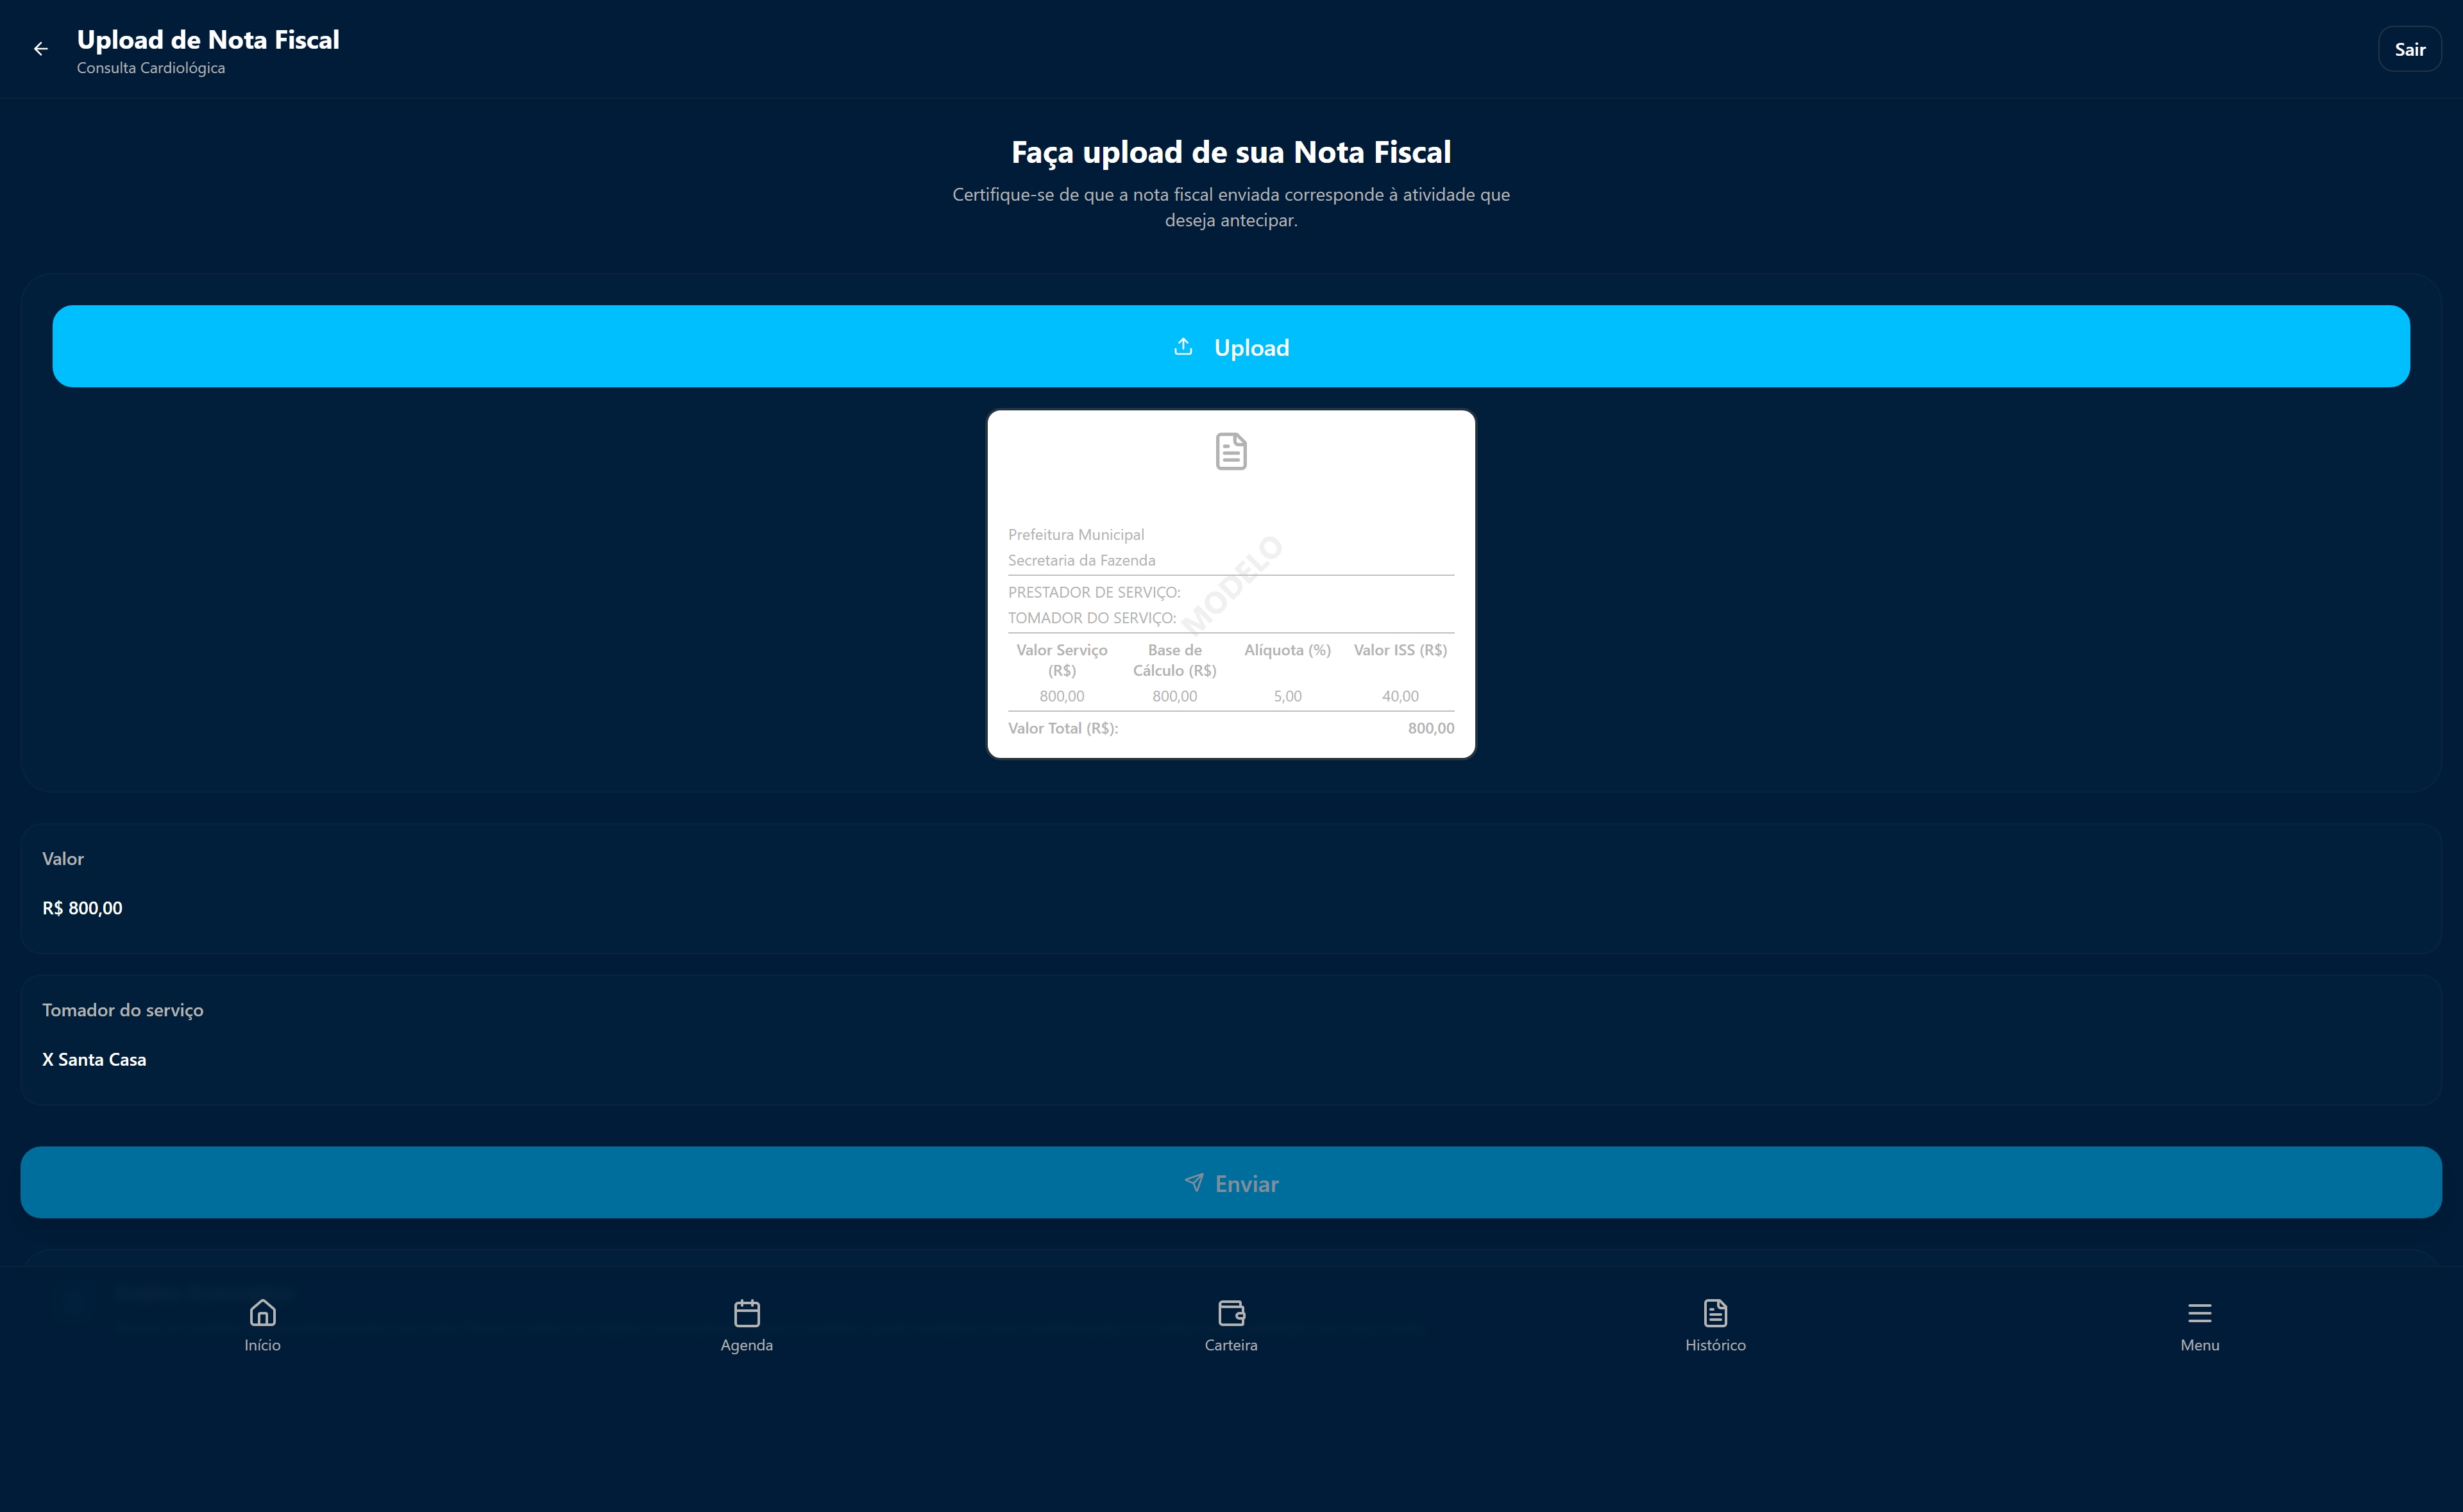 Upload de Nota Fiscal
Consulta Cardiológica
Sair
Faça upload de sua Nota Fiscal
Certifique-se de que a nota fiscal enviada corresponde à atividade que
deseja antecipar.
Upload
Prefeitura Municipal
Secretaria da Fazenda
MODELO
PRESTADOR DE SERVIÇO:
TOMADOR DO SERVIÇO:
Valor Serviço (R$) Base de Cálculo (R$) Alíquota (%) Valor ISS (R$)
800,00 800,00 5,00 40,00
Valor Total (R$): 800,00
Valor
R$ 800,00
Tomador do serviço
X Santa Casa
Enviar
Início Agenda Carteira Histórico Menu